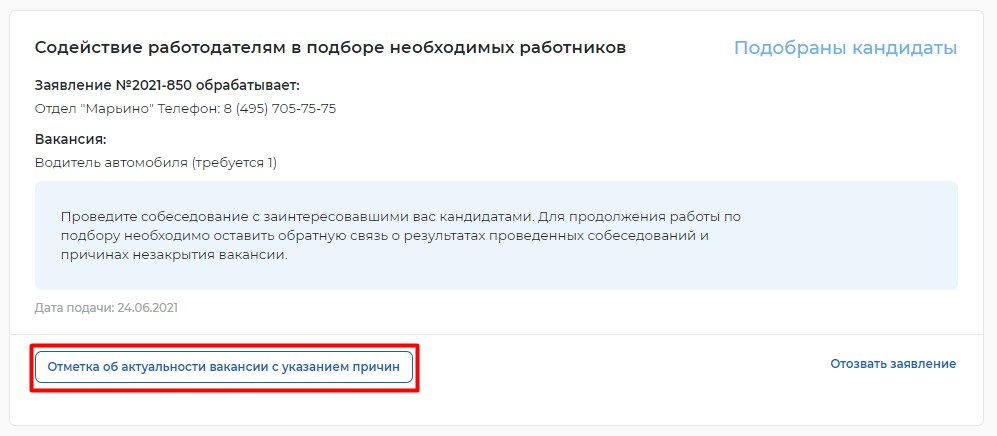 Содействие работодателям в подборе необходимых работников
Подобраны кандидаты
Заявление №2021-850 обрабатывает:
Отдел "Марьино" Телефон: 8 (495) 705-75-75
Вакансия:
Водитель автомобиля (требуется 1)
Проведите собеседование с заинтересовавшими вас кандидатами. Для продолжения работы по
подбору необходимо оставить обратную связь о результатах проведенных собеседований и
причинах незакрытия вакансии.
Дата подачи: 24.06.2021
Отметка об актуальности вакансии с указанием причин
Отозвать заявление